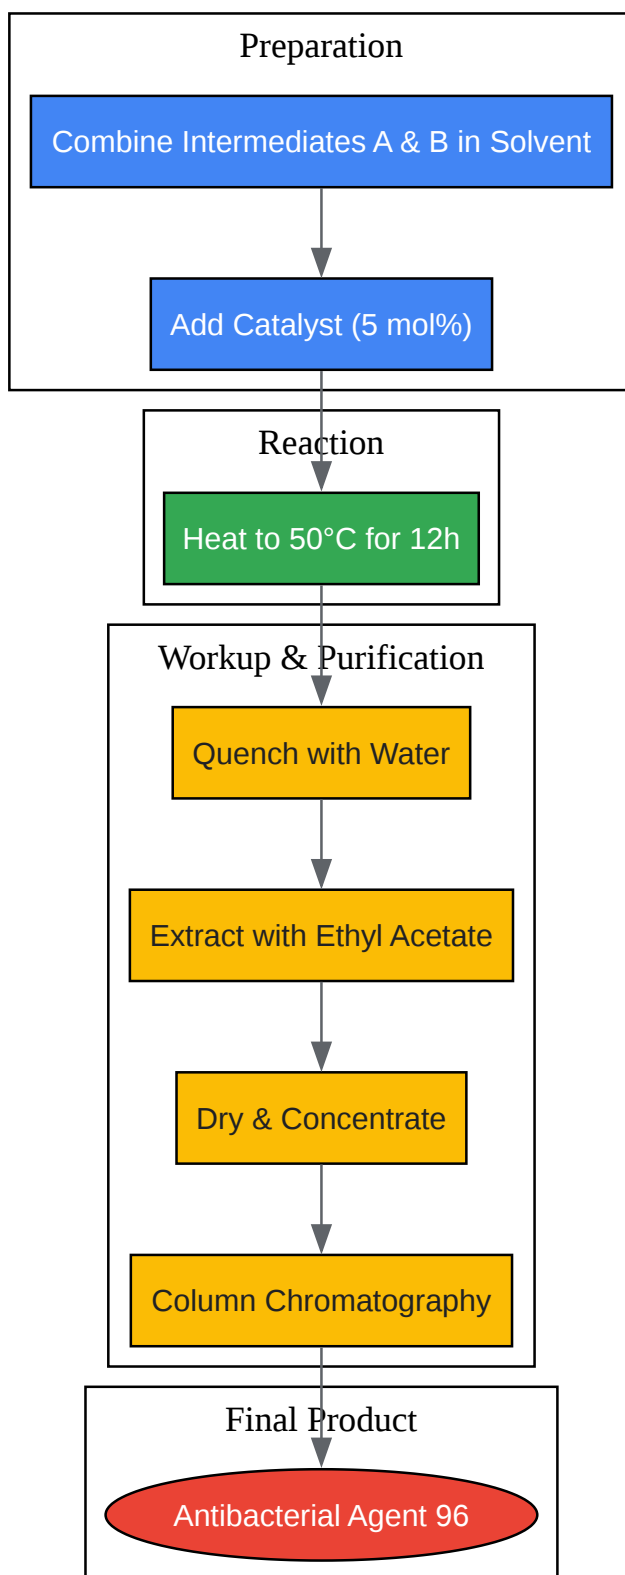 Preparation
Combine Intermediates A & B in Solvent
Add Catalyst (5 mol%)
Reaction
Heat to 50°C for 12h
Workup & Purification
Quench with Water
Extract with Ethyl Acetate
Dry & Concentrate
Column Chromatography
Final Product
Antibacterial Agent 96